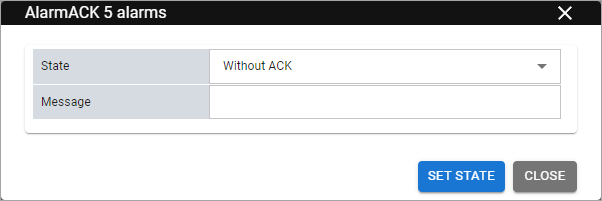 AlarmACK 5 alarms
State
Without ACK
Message
SET STATE
CLOSE